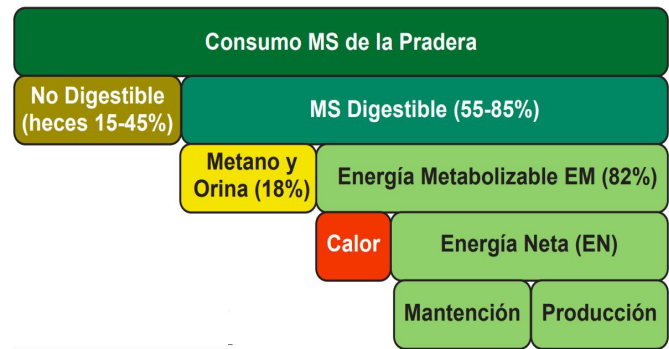 Consumo MS de la Pradera
No Digestible
(heces 15-45%)
MS Digestible (55-85%)
Metano y
Orina (18%)
Energía Metabolizable EM (82%)
Calor
Energía Neta (EN)
Mantención
Producción